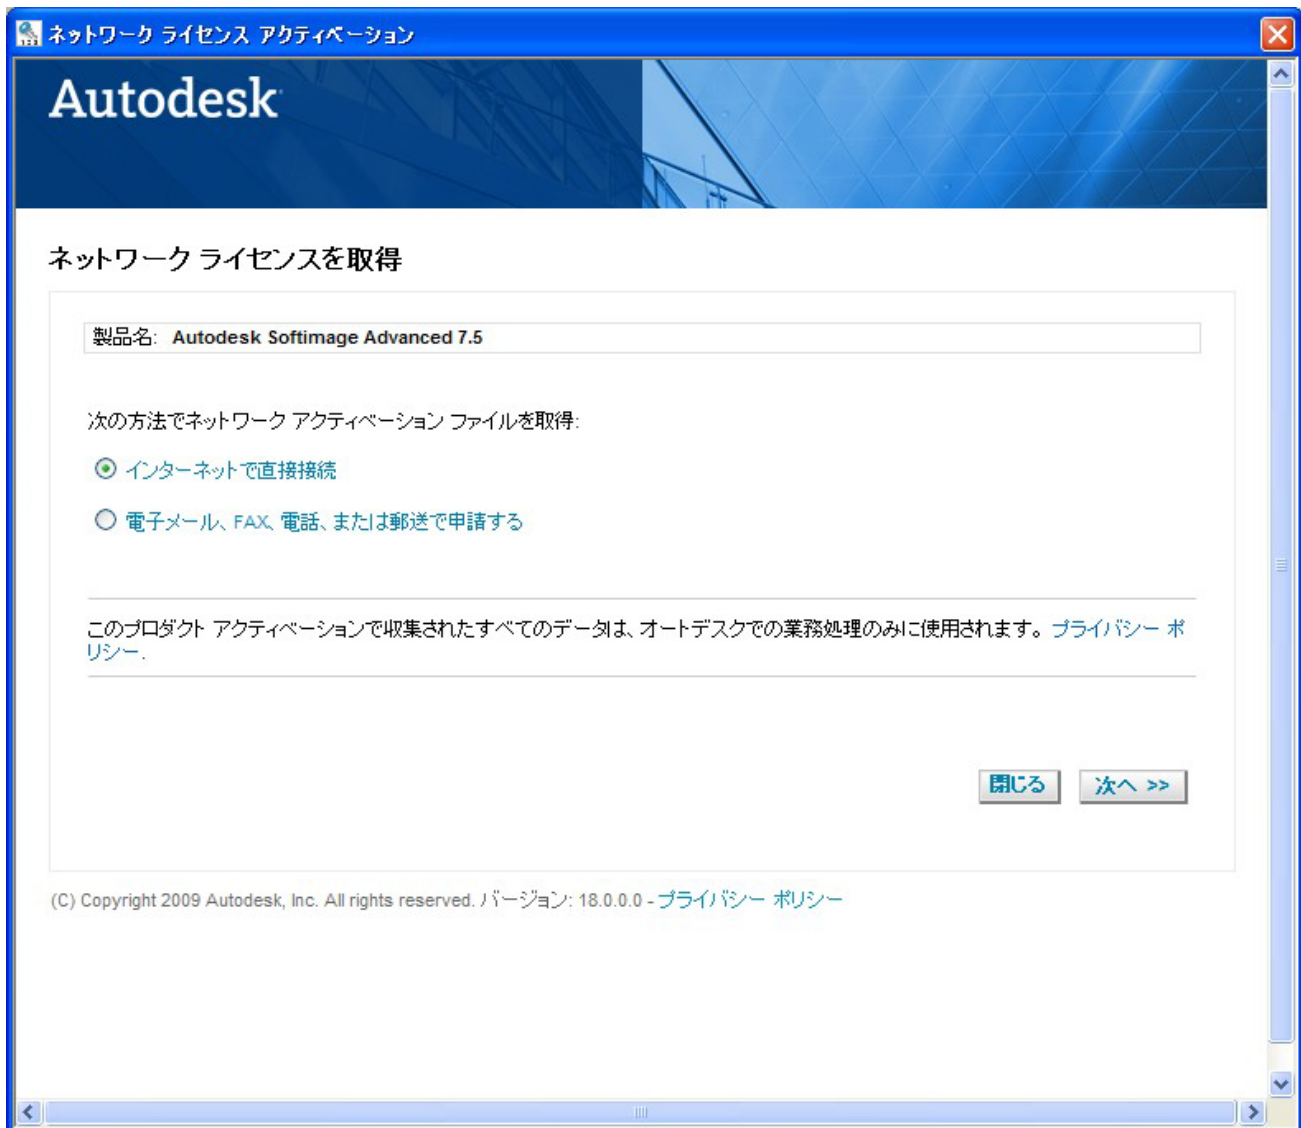 ネットワーク ライセンス アクティベーション
Autodesk
ネットワーク ライセンスを取得
製品名: Autodesk Softimage Advanced 7.5
次の方法でネットワーク アクティベーション ファイルを取得:
インターネットで直接接続
電子メール、FAX、電話、または郵送で申請する
このプロダクト アクティベーションで収集されたすべてのデータは、オートデスクでの業務処理のみに使用されます。プライバシー ポ
リシー.
閉じる 次へ >>
(C) Copyright 2009 Autodesk, Inc. All rights reserved. バージョン: 18.0.0.0 - プライバシー ポリシー